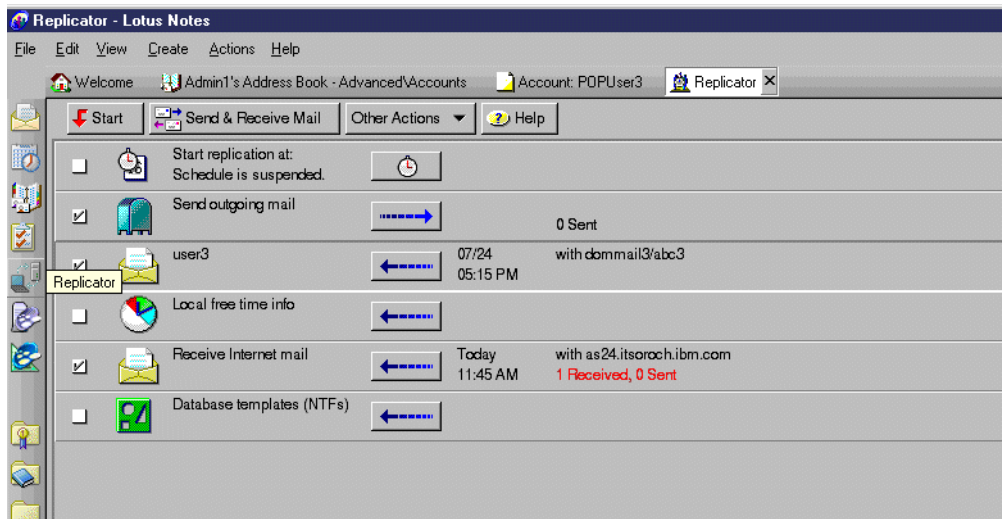 Replicator - Lotus Notes
File Edit View Create Actions Help
Welcome Admin1's Address Book - Advanced\Accounts Account: POPUser3 Replicator
Start Send & Receive Mail Other Actions Help
Start replication at:
Schedule is suspended.
Send outgoing mail
0 Sent
user3 07/24 with dommail3/abc3
05:15 PM
Replicator
Local free time info
Receive Internet mail Today with as24.itsoroch.ibm.com
11:45 AM 1 Received, 0 Sent
Database templates (NTFs)